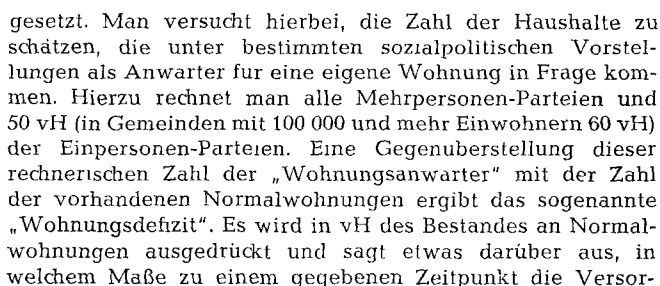 gesetzt. Man versucht hierbei, die Zahl der Haushalte zu
schätzen, die unter bestimmten sozialpolitischen Vorstel-
lungen als Anwarter fur eine eigene Wohnung in Frage kom-
men. Hierzu rechnet man alle Mehrpersonen-Parteien und
50 vH (in Gemeinden mit 100 000 und mehr Einwohnern 60 vH)
der Einpersonen-Parteien. Eine Gegenuberstellung dieser
rechnerischen Zahl der „Wohnungsanwarter" mit der Zahl
der vorhandenen Normalwohnungen ergibt das sogenannte
„Wohnungsdefizit". Es wird in vH des Bestandes an Normal-
wohnungen ausgedrückt und sagt etwas darüber aus, in
welchem Maße zu einem gegebenen Zeitpunkt die Versor-